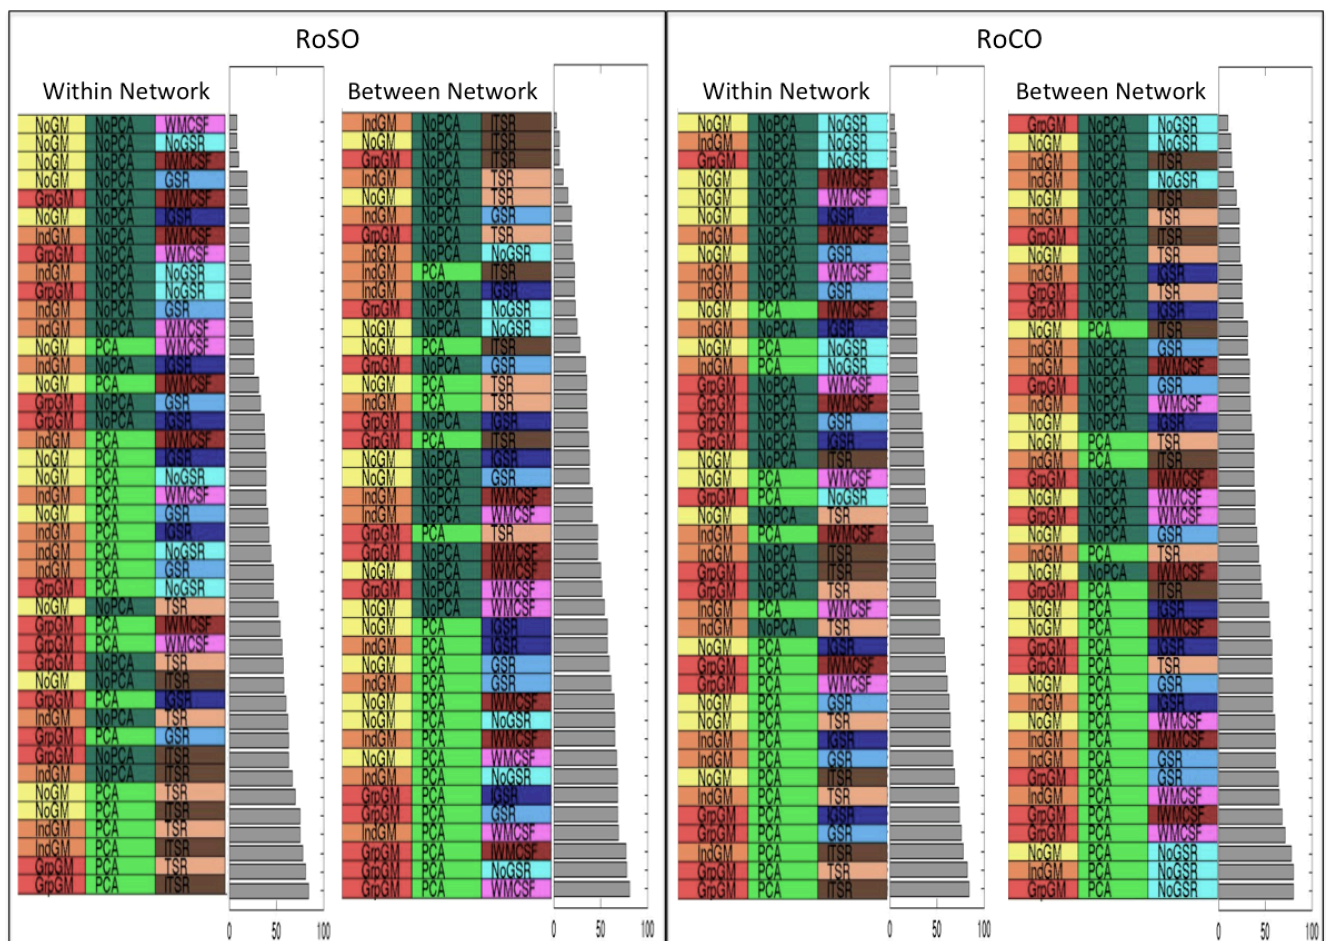 RoSO
Within Network
NoGM NoPCA WMCSF
NoGM NoPCA NoGSR
NoGM NoPCA IWMCSF
NoGM NoPCA GSR
GrpGM NoPCA IWMCSF
NoGM NoPCA IGSR
IndGM NoPCA IWMCSF
GrpGM NoPCA WMCSF
IndGM NoPCA NoGSR
GrpGM NoPCA NoGSR
IndGM NoPCA GSR
IndGM NoPCA WMCSF
NoGM PCA WMCSF
IndGM NoPCA IGSR
NoGM PCA IWMCSF
GrpGM NoPCA GSR
GrpGM NoPCA IGSR
IndGM PCA IWMCSF
NoGM PCA IGSR
NoGM PCA NoGSR
IndGM PCA WMCSF
NoGM PCA GSR
IndGM PCA IGSR
IndGM PCA NoGSR
IndGM PCA GSR
GrpGM PCA NoGSR
NoGM NoPCA TSR
GrpGM PCA IWMCSF
GrpGM PCA WMCSF
GrpGM NoPCA TSR
NoGM NoPCA ITSR
GrpGM PCA IGSR
IndGM NoPCA TSR
GrpGM PCA GSR
GrpGM NoPCA ITSR
IndGM NoPCA ITSR
NoGM PCA TSR
NoGM PCA ITSR
IndGM PCA TSR
IndGM PCA ITSR
GrpGM PCA TSR
GrpGM PCA ITSR
0 50 100
Between Network
IndGM NoPCA ITSR
NoGM NoPCA ITSR
GrpGM NoPCA ITSR
IndGM NoPCA TSR
NoGM NoPCA TSR
IndGM NoPCA GSR
GrpGM NoPCA TSR
IndGM NoPCA NoGSR
IndGM PCA ITSR
IndGM NoPCA IGSR
GrpGM NoPCA NoGSR
NoGM NoPCA NoGSR
NoGM PCA ITSR
GrpGM NoPCA GSR
NoGM PCA TSR
IndGM PCA TSR
GrpGM NoPCA IGSR
GrpGM PCA ITSR
NoGM NoPCA IGSR
NoGM NoPCA GSR
IndGM NoPCA IWMCSF
IndGM NoPCA WMCSF
GrpGM PCA TSR
GrpGM NoPCA IWMCSF
NoGM NoPCA IWMCSF
GrpGM NoPCA WMCSF
NoGM NoPCA WMCSF
NoGM PCA IGSR
IndGM PCA IGSR
NoGM PCA GSR
IndGM PCA GSR
NoGM PCA IWMCSF
NoGM PCA NoGSR
IndGM PCA IWMCSF
NoGM PCA WMCSF
IndGM PCA NoGSR
GrpGM PCA IGSR
GrpGM PCA GSR
IndGM PCA WMCSF
GrpGM PCA IWMCSF
GrpGM PCA NoGSR
GrpGM PCA WMCSF
0 50 100
RoCO
Within Network
NoGM NoPCA NoGSR
IndGM NoPCA NoGSR
GrpGM NoPCA NoGSR
NoGM NoPCA IWMCSF
NoGM NoPCA WMCSF
NoGM NoPCA IGSR
IndGM NoPCA IWMCSF
NoGM NoPCA GSR
IndGM NoPCA WMCSF
IndGM NoPCA GSR
NoGM PCA IWMCSF
IndGM NoPCA IGSR
NoGM PCA NoGSR
IndGM PCA NoGSR
GrpGM NoPCA WMCSF
GrpGM NoPCA IWMCSF
GrpGM NoPCA GSR
GrpGM NoPCA IGSR
NoGM NoPCA ITSR
NoGM PCA WMCSF
GrpGM PCA NoGSR
NoGM NoPCA TSR
IndGM PCA IWMCSF
IndGM NoPCA ITSR
GrpGM NoPCA ITSR
GrpGM NoPCA TSR
IndGM PCA WMCSF
IndGM NoPCA TSR
NoGM PCA IGSR
GrpGM PCA IWMCSF
GrpGM PCA WMCSF
NoGM PCA GSR
NoGM PCA TSR
IndGM PCA IGSR
IndGM PCA GSR
NoGM PCA ITSR
IndGM PCA TSR
GrpGM PCA IGSR
GrpGM PCA GSR
IndGM PCA ITSR
GrpGM PCA TSR
GrpGM PCA ITSR
0 50 100
Between Network
GrpGM NoPCA NoGSR
NoGM NoPCA NoGSR
IndGM NoPCA ITSR
IndGM NoPCA NoGSR
NoGM NoPCA ITSR
IndGM NoPCA TSR
GrpGM NoPCA ITSR
NoGM NoPCA TSR
IndGM NoPCA IGSR
GrpGM NoPCA TSR
GrpGM NoPCA IGSR
NoGM PCA ITSR
IndGM NoPCA GSR
IndGM NoPCA IWMCSF
GrpGM NoPCA GSR
IndGM NoPCA WMCSF
NoGM NoPCA IGSR
NoGM PCA TSR
IndGM PCA ITSR
GrpGM NoPCA IWMCSF
NoGM NoPCA WMCSF
GrpGM NoPCA WMCSF
NoGM NoPCA GSR
IndGM PCA TSR
NoGM NoPCA IWMCSF
GrpGM PCA ITSR
NoGM PCA IGSR
NoGM PCA IWMCSF
GrpGM PCA IGSR
GrpGM PCA TSR
NoGM PCA GSR
IndGM PCA IGSR
NoGM PCA WMCSF
IndGM PCA IWMCSF
IndGM PCA GSR
GrpGM PCA GSR
IndGM PCA WMCSF
GrpGM PCA IWMCSF
GrpGM PCA WMCSF
NoGM PCA NoGSR
IndGM PCA NoGSR
GrpGM PCA NoGSR
0 50 100